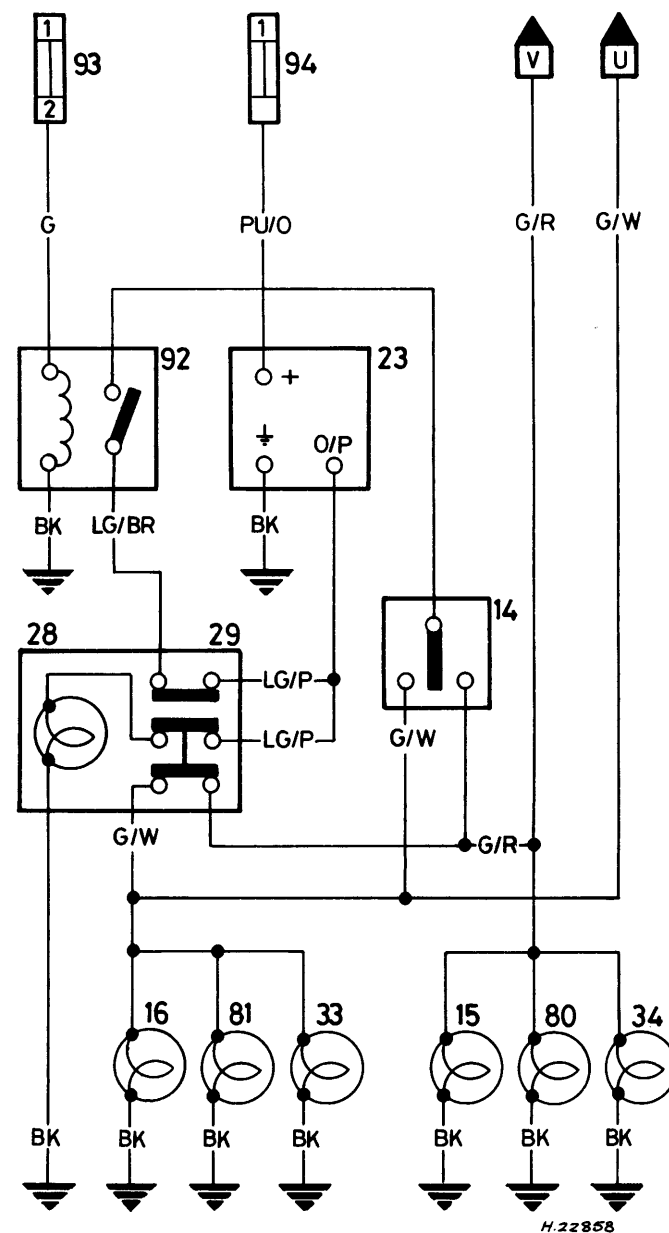 1
93
2
1
94
V
U
G
PU/O
G/R
G/W
92
23
+
O/P
BK
LG/BR
BK
28
29
14
LG/P
LG/P
G/W
G/W
G/R
16
81
33
15
80
34
BK
BK
BK
BK
BK
BK
BK
H.22858